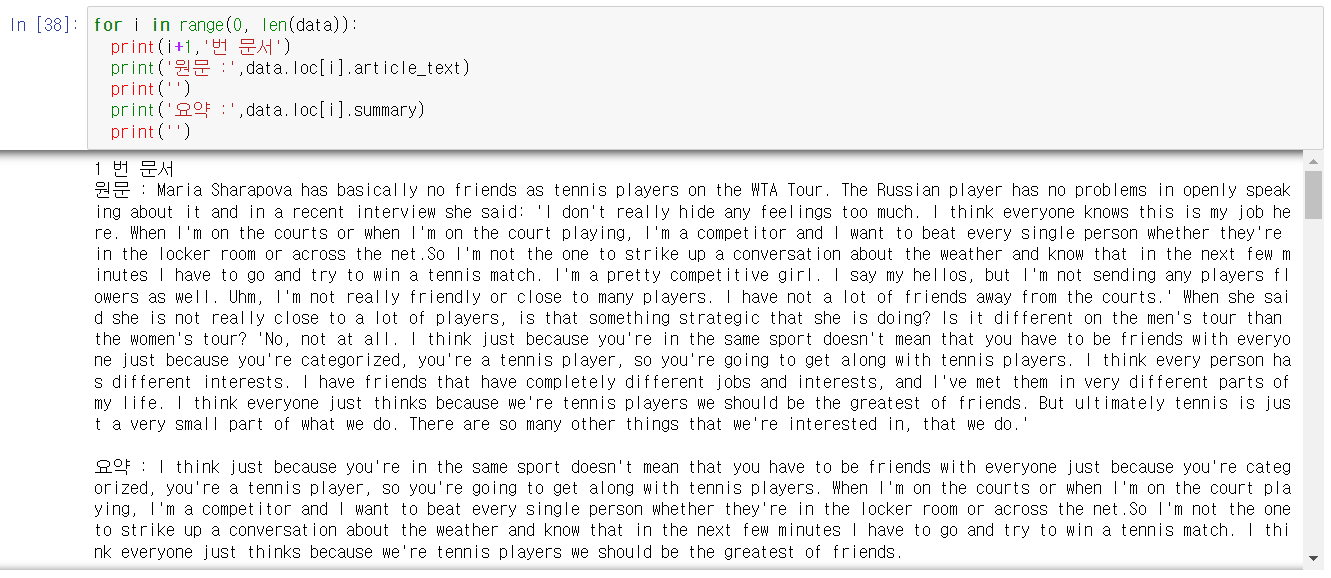 In [38]: for i in range(0, len(data)):
print(i+1,'번 문서')
print('원문 :',data.loc[i].article_text)
print('')
print('요약 :',data.loc[i].summary)
print('')
1 번 문서
원문 : Maria Sharapova has basically no friends as tennis players on the WTA Tour. The Russian player has no problems in openly speak
ing about it and in a recent interview she said: 'I don't really hide any feelings too much. I think everyone knows this is my job he
re. When I'm on the courts or when I'm on the court playing, I'm a competitor and I want to beat every single person whether they're
in the locker room or across the net.So I'm not the one to strike up a conversation about the weather and know that in the next few m
inutes I have to go and try to win a tennis match. I'm a pretty competitive girl. I say my hellos, but I'm not sending any players fl
owers as well. Uhm, I'm not really friendly or close to many players. I have not a lot of friends away from the courts.' When she sai
d she is not really close to a lot of players, is that something strategic that she is doing? Is it different on the men's tour than
the women's tour? 'No, not at all. I think just because you're in the same sport doesn't mean that you have to be friends with everyo
ne just because you're categorized, you're a tennis player, so you're going to get along with tennis players. I think every person ha
s different interests. I have friends that have completely different jobs and interests, and I've met them in very different parts of
my life. I think everyone just thinks because we're tennis players we should be the greatest of friends. But ultimately tennis is jus
t a very small part of what we do. There are so many other things that we're interested in, that we do.'
요약 : I think just because you're in the same sport doesn't mean that you have to be friends with everyone just because you're categ
orized, you're a tennis player, so you're going to get along with tennis players. When I'm on the courts or when I'm on the court pla
ying, I'm a competitor and I want to beat every single person whether they're in the locker room or across the net.So I'm not the one
to strike up a conversation about the weather and know that in the next few minutes I have to go and try to win a tennis match. I thi
nk everyone just thinks because we're tennis players we should be the greatest of friends.